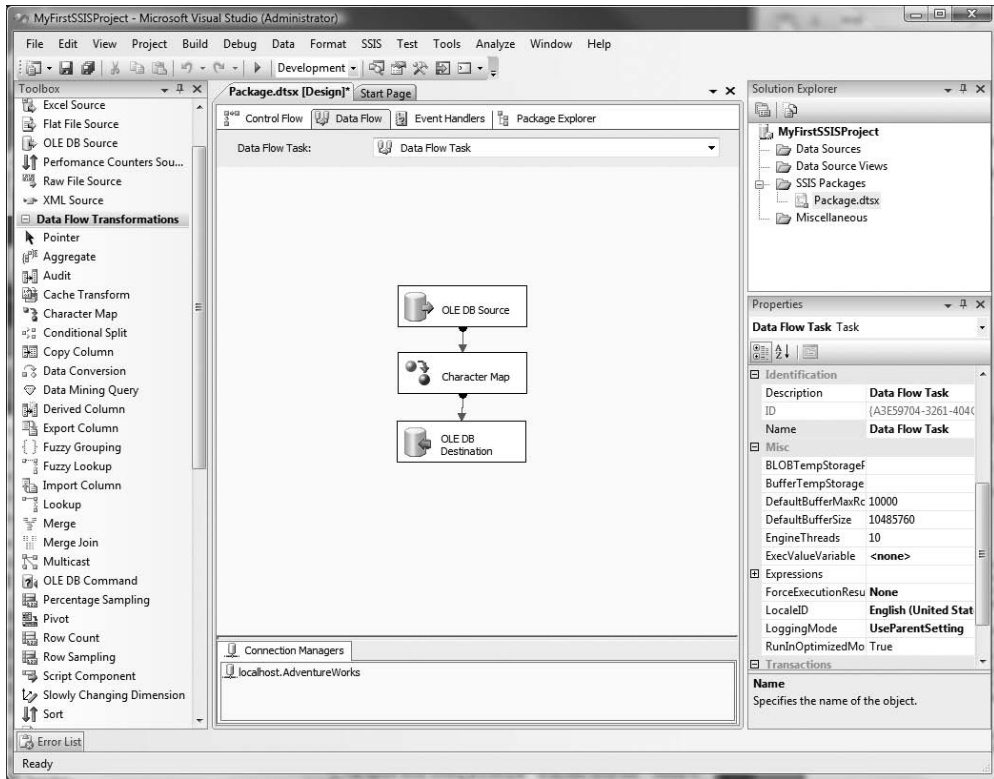 MyFirstSSISProject - Microsoft Visual Studio (Administrator)
File Edit View Project Build Debug Data Format SSIS Test Tools Analyze Window Help
Development
Toolbox
Excel Source
Flat File Source
OLE DB Source
Perfomance Counters Sou...
Raw File Source
XML Source
Data Flow Transformations
Pointer
Aggregate
Audit
Cache Transform
Character Map
Conditional Split
Copy Column
Data Conversion
Data Mining Query
Derived Column
Export Column
Fuzzy Grouping
Fuzzy Lookup
Import Column
Lookup
Merge
Merge Join
Multicast
OLE DB Command
Percentage Sampling
Pivot
Row Count
Row Sampling
Script Component
Slowly Changing Dimension
Sort
Package.dtsx [Design]* Start Page
Control Flow Data Flow Event Handlers Package Explorer
Data Flow Task: Data Flow Task
OLE DB Source
Character Map
OLE DB
Destination
Connection Managers
localhost.AdventureWorks
Solution Explorer
MyFirstSSISProject
Data Sources
Data Source Views
SSIS Packages
Package.dtsx
Miscellaneous
Properties
Data Flow Task Task
Identification
Description Data Flow Task
ID {A3E59704-3261-404C
Name Data Flow Task
Misc
BLOBTempStorageF
BufferTempStorage
DefaultBufferMaxRc 10000
DefaultBufferSize 10485760
EngineThreads 10
ExecValueVariable <none>
Expressions
ForceExecutionResu None
LocaleID English (United Stat
LoggingMode UseParentSetting
RunInOptimizedMo True
Transactions
Name
Specifies the name of the object.
Error List
Ready